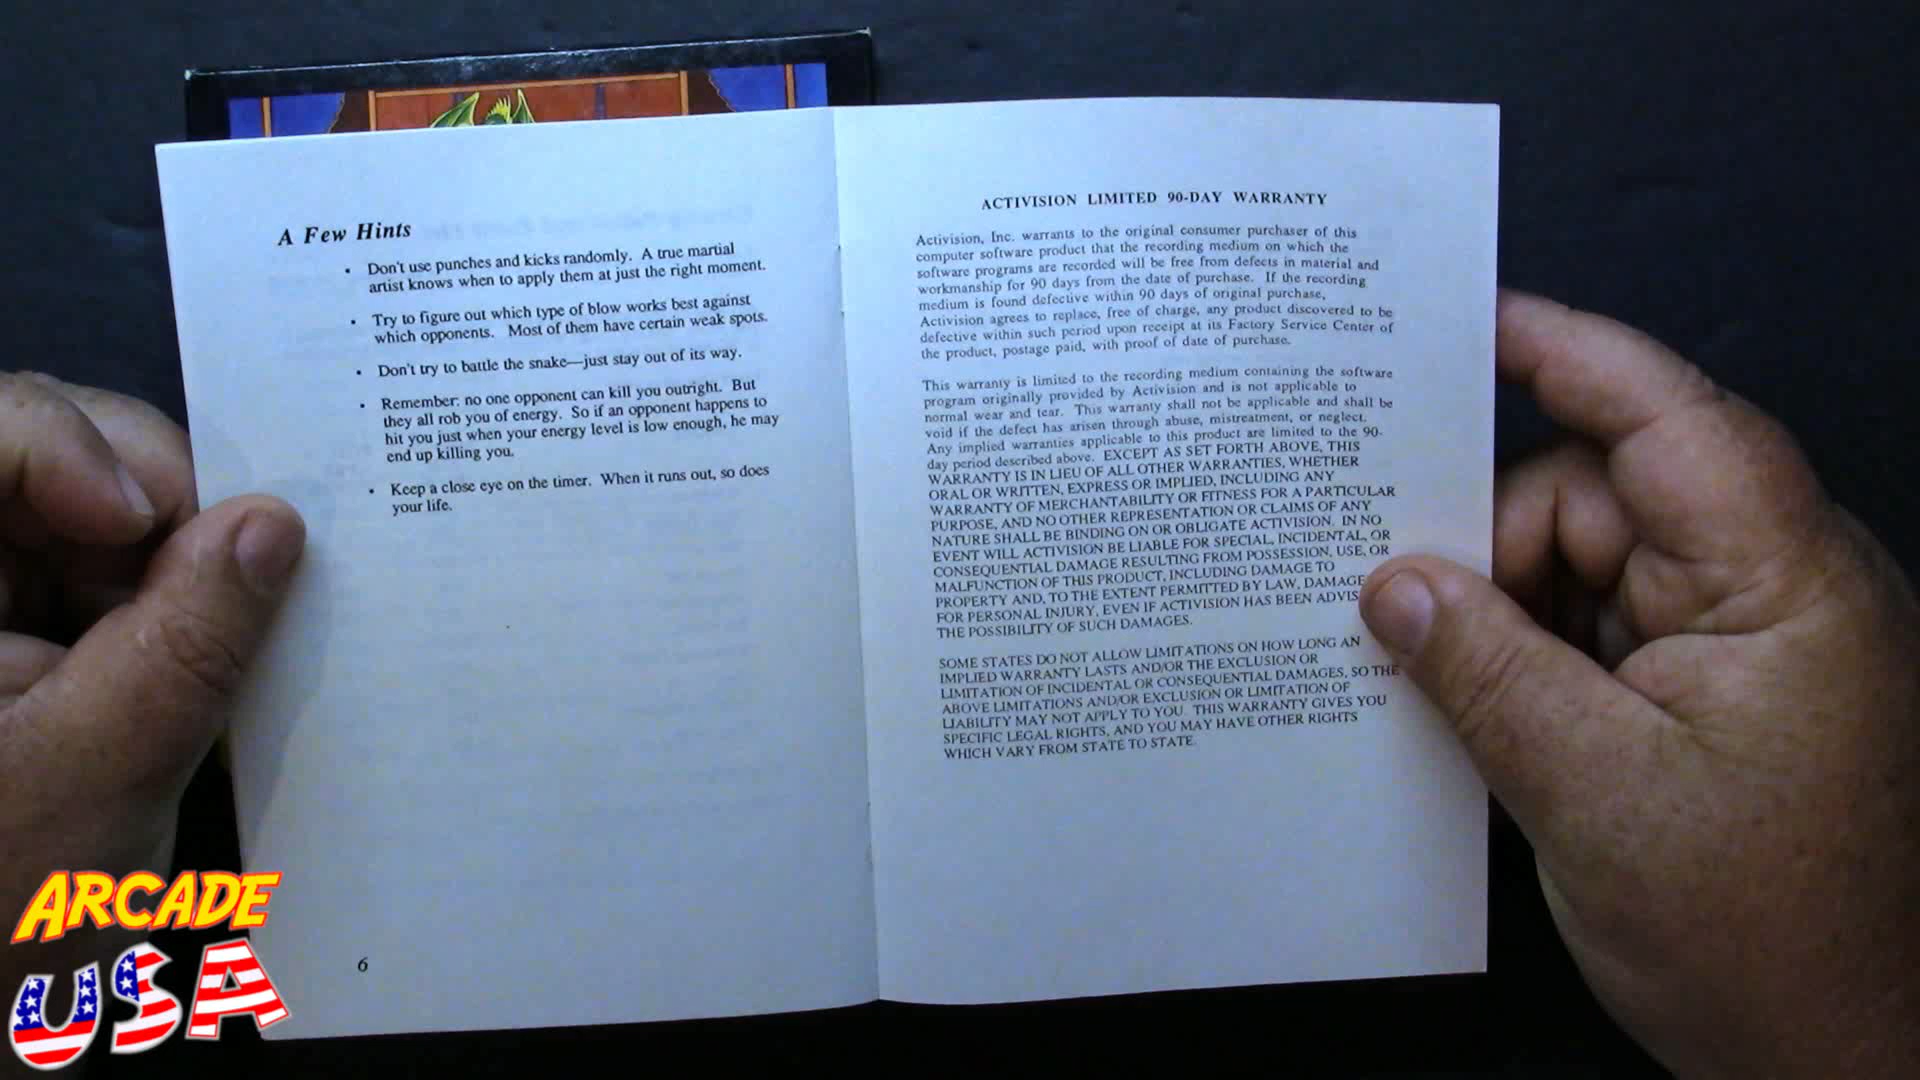 A Few Hints
• Don't use punches and kicks randomly. A true martial
artist knows when to apply them at just the right moment.
• Try to figure out which type of blow works best against
which opponents. Most of them have certain weak spots.
• Don't try to battle the snake—just stay out of its way.
• Remember: no one opponent can kill you outright. But
they all rob you of energy. So if an opponent happens to
hit you just when your energy level is low enough, he may
end up killing you.
• Keep a close eye on the timer. When it runs out, so does
your life.
6
ACTIVISION LIMITED 90-DAY WARRANTY
Activision, Inc. warrants to the original consumer purchaser of this
computer software product that the recording medium on which the
software programs are recorded will be free from defects in material and
workmanship for 90 days from the date of purchase. If the recording
medium is found defective within 90 days of original purchase,
Activision agrees to replace, free of charge, any product discovered to be
defective within such period upon receipt at its Factory Service Center of
the product, postage paid, with proof of date of purchase.
This warranty is limited to the recording medium containing the software
program originally provided by Activision and is not applicable to
normal wear and tear. This warranty shall not be applicable and shall be
void if the defect has arisen through abuse, mistreatment, or neglect.
Any implied warranties applicable to this product are limited to the 90-
day period described above. EXCEPT AS SET FORTH ABOVE, THIS
WARRANTY IS IN LIEU OF ALL OTHER WARRANTIES, WHETHER
ORAL OR WRITTEN, EXPRESS OR IMPLIED, INCLUDING ANY
WARRANTY OF MERCHANTABILITY OR FITNESS FOR A PARTICULAR
PURPOSE, AND NO OTHER REPRESENTATION OR CLAIMS OF ANY
NATURE SHALL BE BINDING ON OR OBLIGATE ACTIVISION. IN NO
EVENT WILL ACTIVISION BE LIABLE FOR SPECIAL, INCIDENTAL, OR
CONSEQUENTIAL DAMAGE RESULTING FROM POSSESSION, USE, OR
MALFUNCTION OF THIS PRODUCT, INCLUDING DAMAGE TO
PROPERTY AND, TO THE EXTENT PERMITTED BY LAW, DAMAGE
FOR PERSONAL INJURY, EVEN IF ACTIVISION HAS BEEN ADVIS
THE POSSIBILITY OF SUCH DAMAGES.
SOME STATES DO NOT ALLOW LIMITATIONS ON HOW LONG AN
IMPLIED WARRANTY LASTS AND/OR THE EXCLUSION OR
LIMITATION OF INCIDENTAL OR CONSEQUENTIAL DAMAGES, SO THE
ABOVE LIMITATIONS AND/OR EXCLUSION OR LIMITATION OF
LIABILITY MAY NOT APPLY TO YOU. THIS WARRANTY GIVES YOU
SPECIFIC LEGAL RIGHTS, AND YOU MAY HAVE OTHER RIGHTS
WHICH VARY FROM STATE TO STATE.
ARCADE
USA